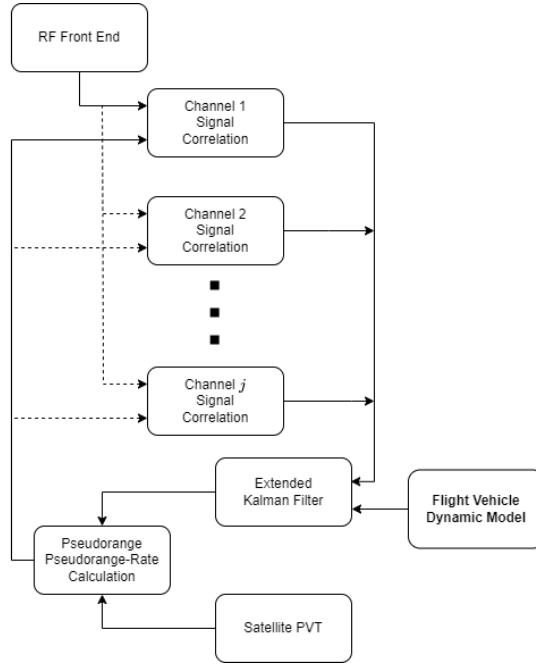 RF Front End
Channel 1
Signal
Correlation
Channel 2
Signal
Correlation
Channel j
Signal
Correlation
Extended
Kalman Filter
Flight Vehicle
Dynamic Model
Pseudorange
Pseudorange-Rate
Calculation
Satellite PVT